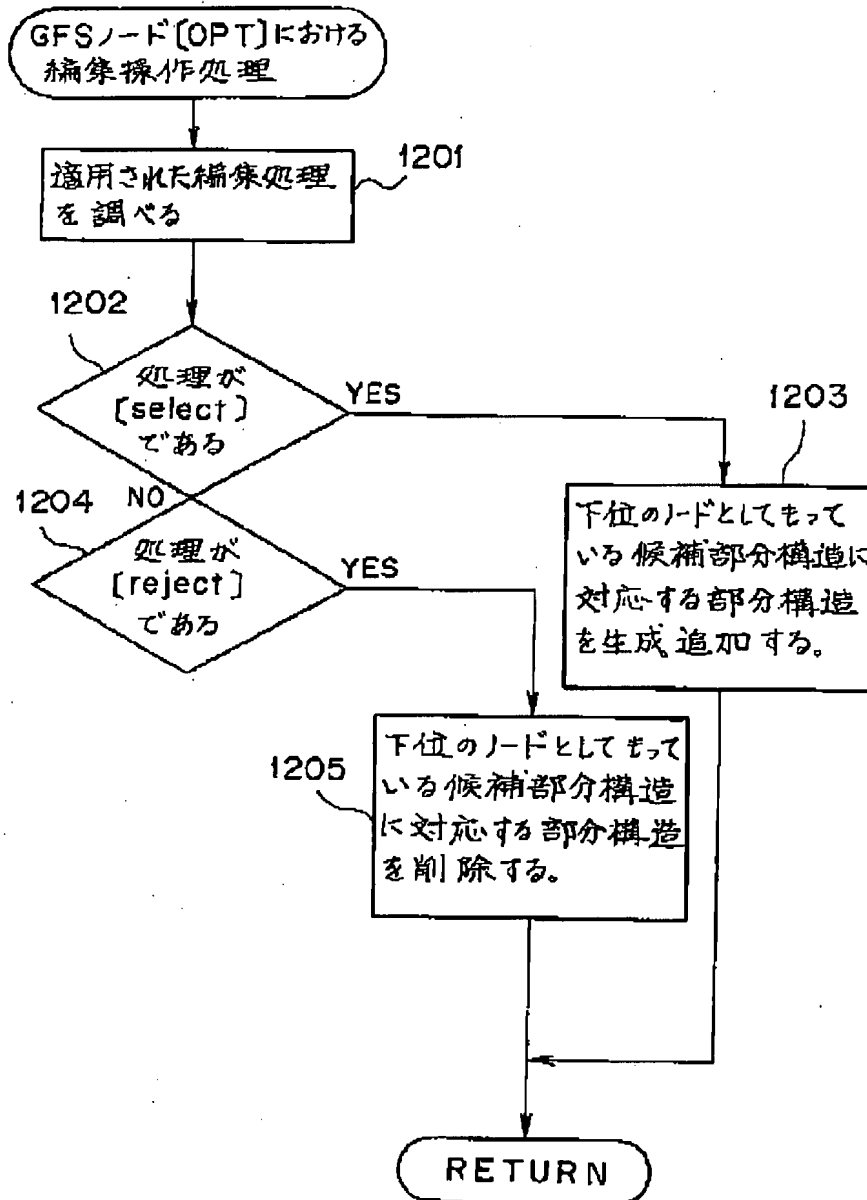 GFSノード[OPT]における
編集操作処理
1201
適用された編集処理
を調べる
1202
処理が
[select]
である
YES
1203
下位のノードとしてもって
いる候補部分構造に
対応する部分構造
を生成、追加する。
NO
1204
処理が
[reject]
である
YES
1205
下位のノードとしてもって
いる候補部分構造
に対応する部分構造
を削除する。
RETURN